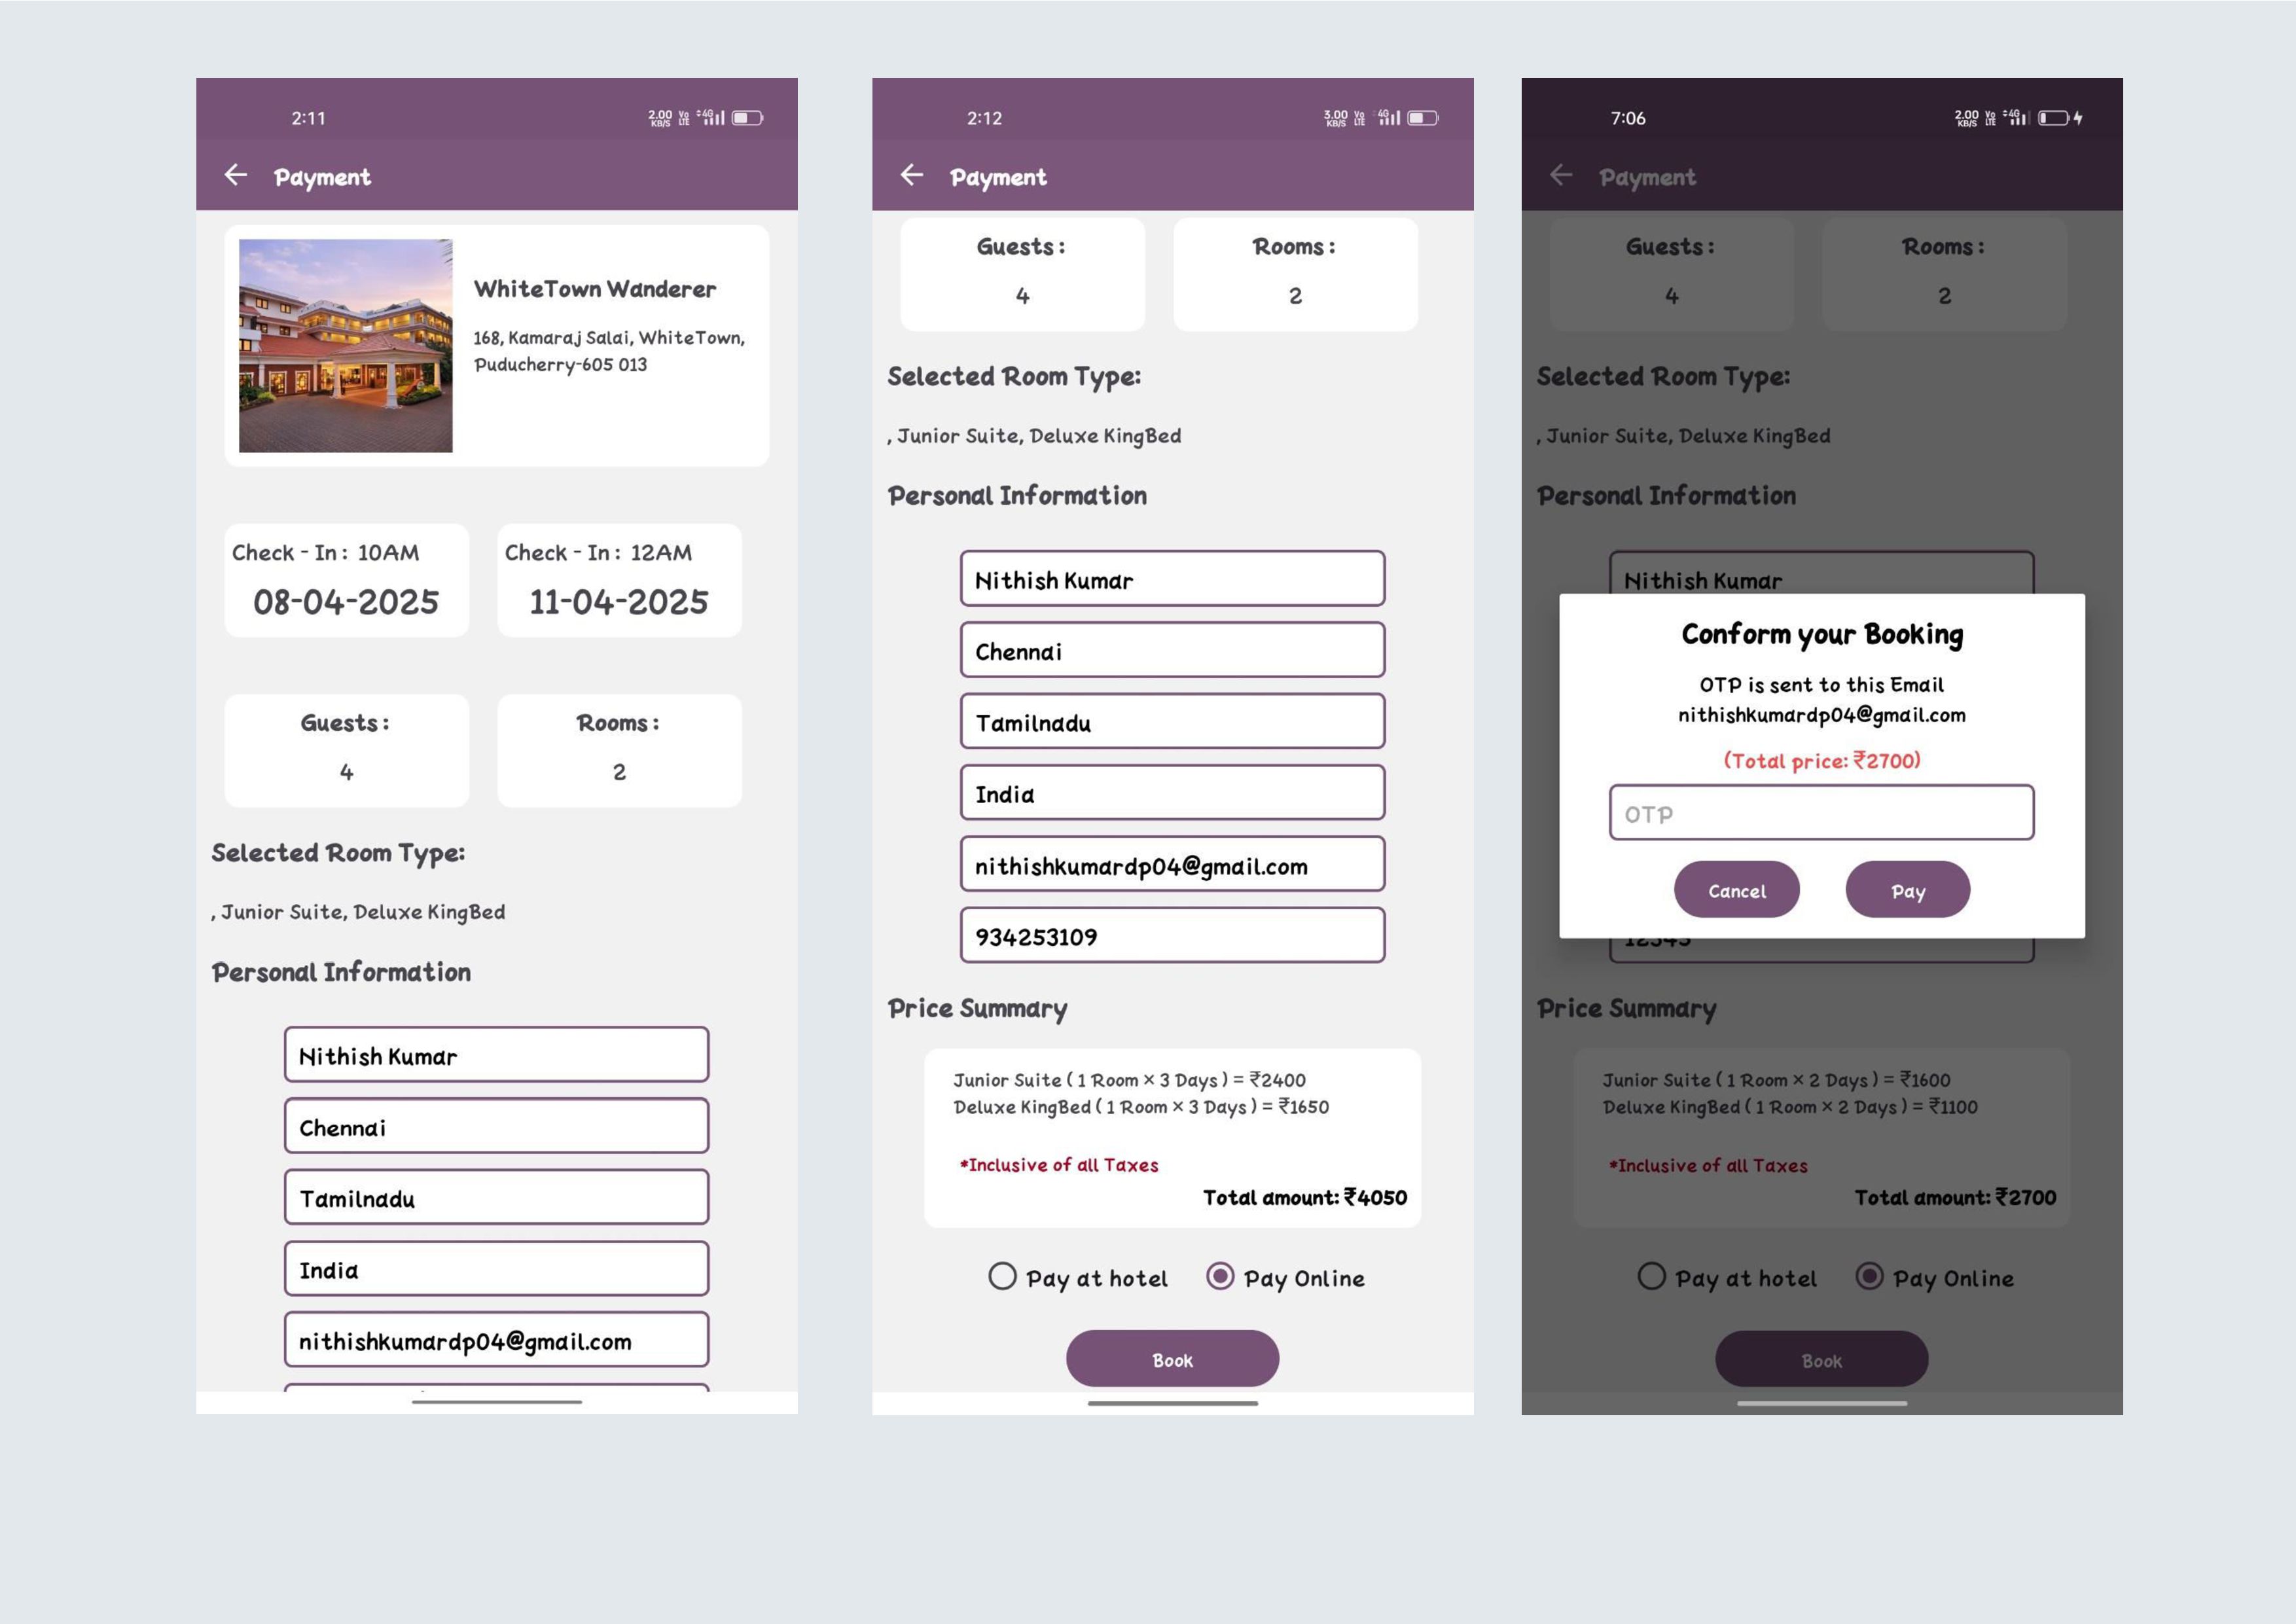 2:11
2.00 KB/S Vo LTE 4G
Payment
WhiteTown Wanderer
168, Kamaraj Salai, WhiteTown,
Puducherry-605 013
Check - In : 10AM
08-04-2025
Check - In : 12AM
11-04-2025
Guests :
4
Rooms :
2
Selected Room Type:
, Junior Suite, Deluxe KingBed
Personal Information
Nithish Kumar
Chennai
Tamilnadu
India
nithishkumardp04@gmail.com
2:12
3.00 KB/S Vo LTE 4G
Payment
Guests :
4
Rooms :
2
Selected Room Type:
, Junior Suite, Deluxe KingBed
Personal Information
Nithish Kumar
Chennai
Tamilnadu
India
nithishkumardp04@gmail.com
934253109
Price Summary
Junior Suite ( 1 Room × 3 Days ) = ₹2400
Deluxe KingBed ( 1 Room × 3 Days ) = ₹1650
*Inclusive of all Taxes
Total amount: ₹4050
Pay at hotel
Pay Online
Book
7:06
2.00 KB/S Vo LTE 4G
Payment
Guests :
4
Rooms :
2
Selected Room Type:
, Junior Suite, Deluxe KingBed
Personal Information
Nithish Kumar
Conform your Booking
OTP is sent to this Email
nithishkumardp04@gmail.com
(Total price: ₹2700)
OTP
Cancel
Pay
12345
Price Summary
Junior Suite ( 1 Room × 2 Days ) = ₹1600
Deluxe KingBed ( 1 Room × 2 Days ) = ₹1100
*Inclusive of all Taxes
Total amount: ₹2700
Pay at hotel
Pay Online
Book